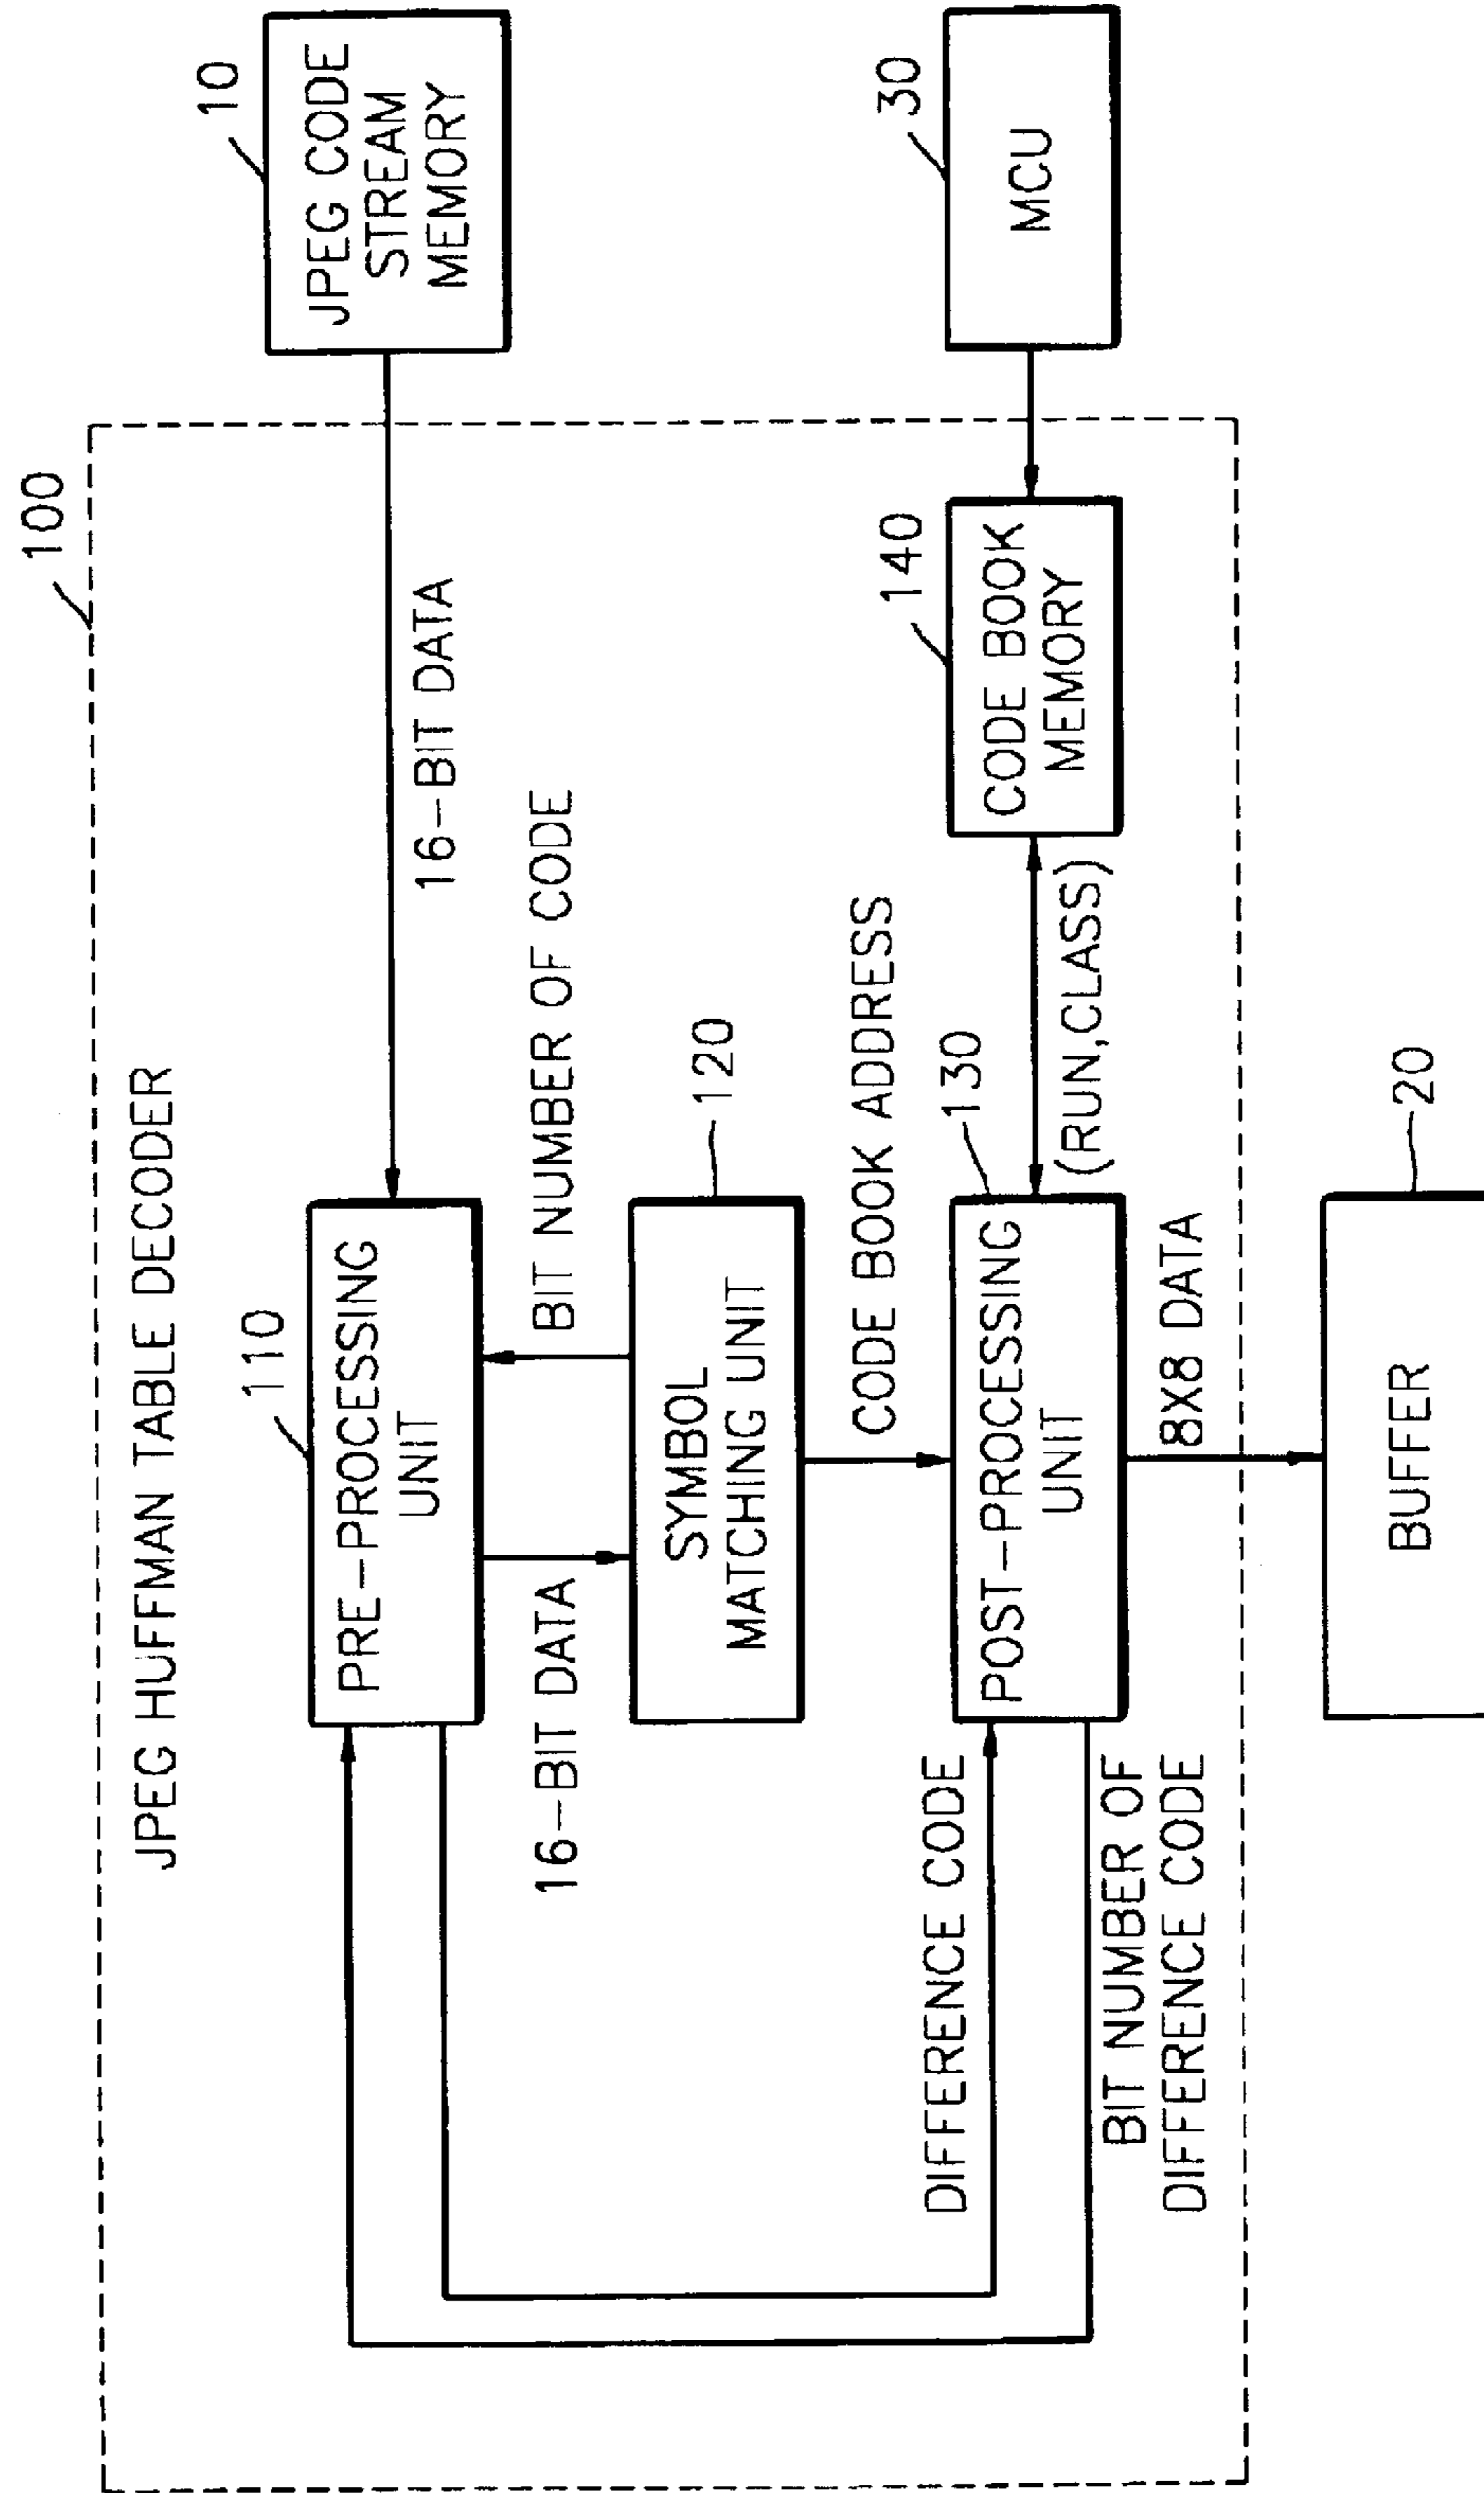 100
JPEG HUFFMAN TABLE DECODER
10
JPEG CODE
STREAM
MEMORY
110
PRE-PROCESSING
UNIT
16-BIT DATA
16-BIT DATA
BIT NUMBER OF CODE
120
SYMBOL
MATCHING UNIT
CODE BOOK ADDRESS
30
MCU
140
CODE BOOK
MEMORY
130
POST-PROCESSING
UNIT
(RUN,CLASS)
DIFFERENCE CODE
BIT NUMBER OF
DIFFERENCE CODE
8X8 DATA
20
BUFFER